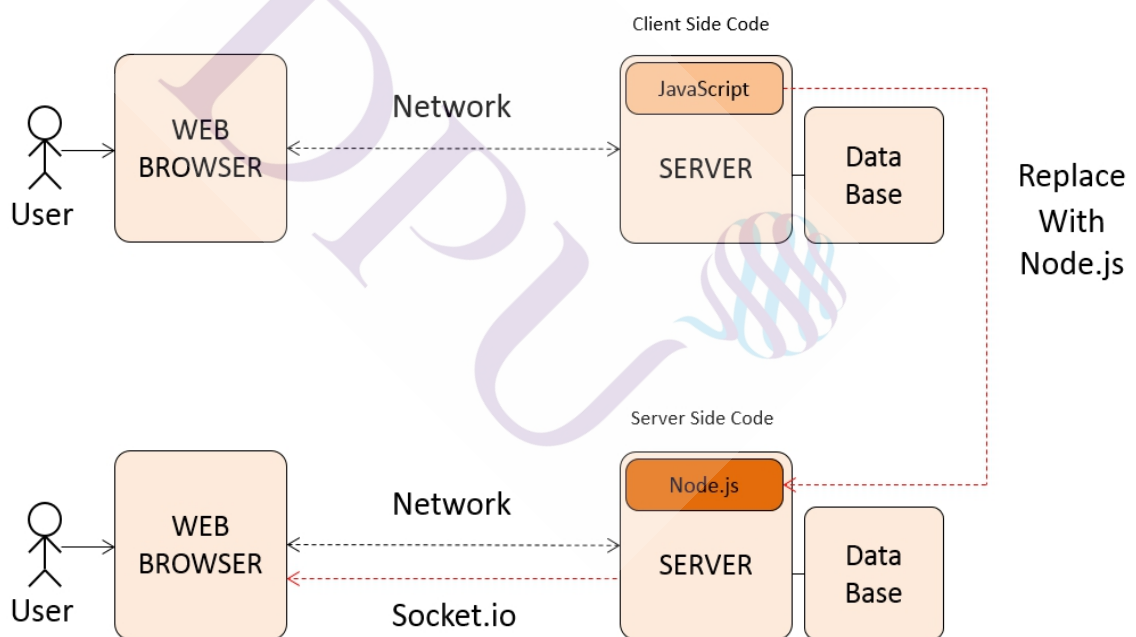 Client Side Code
JavaScript
Network
WEB
BROWSER
SERVER
Data
Base
User
Replace
With
Node.js
DPU
Server Side Code
Node.js
Network
WEB
BROWSER
SERVER
Data
Base
User
Socket.io